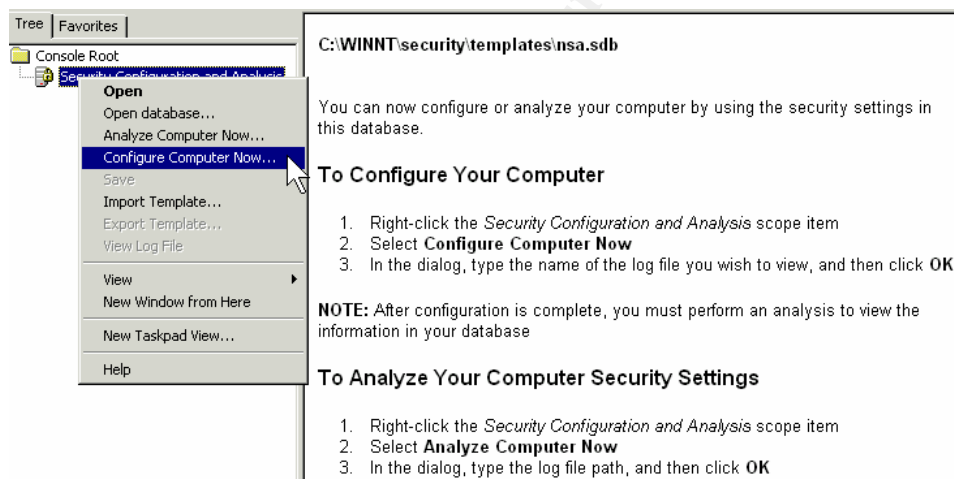 Tree Favorites
Console Root
Security Configuration and Analysis
Open
Open database...
Analyze Computer Now...
Configure Computer Now...
Save
Import Template...
Export Template...
View Log File
View
New Window from Here
New Taskpad View...
Help
C:\WINNT\security\templates\nsa.sdb
You can now configure or analyze your computer by using the security settings in
this database.
To Configure Your Computer
1. Right-click the Security Configuration and Analysis scope item
2. Select Configure Computer Now
3. In the dialog, type the name of the log file you wish to view, and then click OK
NOTE: After configuration is complete, you must perform an analysis to view the
information in your database
To Analyze Your Computer Security Settings
1. Right-click the Security Configuration and Analysis scope item
2. Select Analyze Computer Now
3. In the dialog, type the log file path, and then click OK